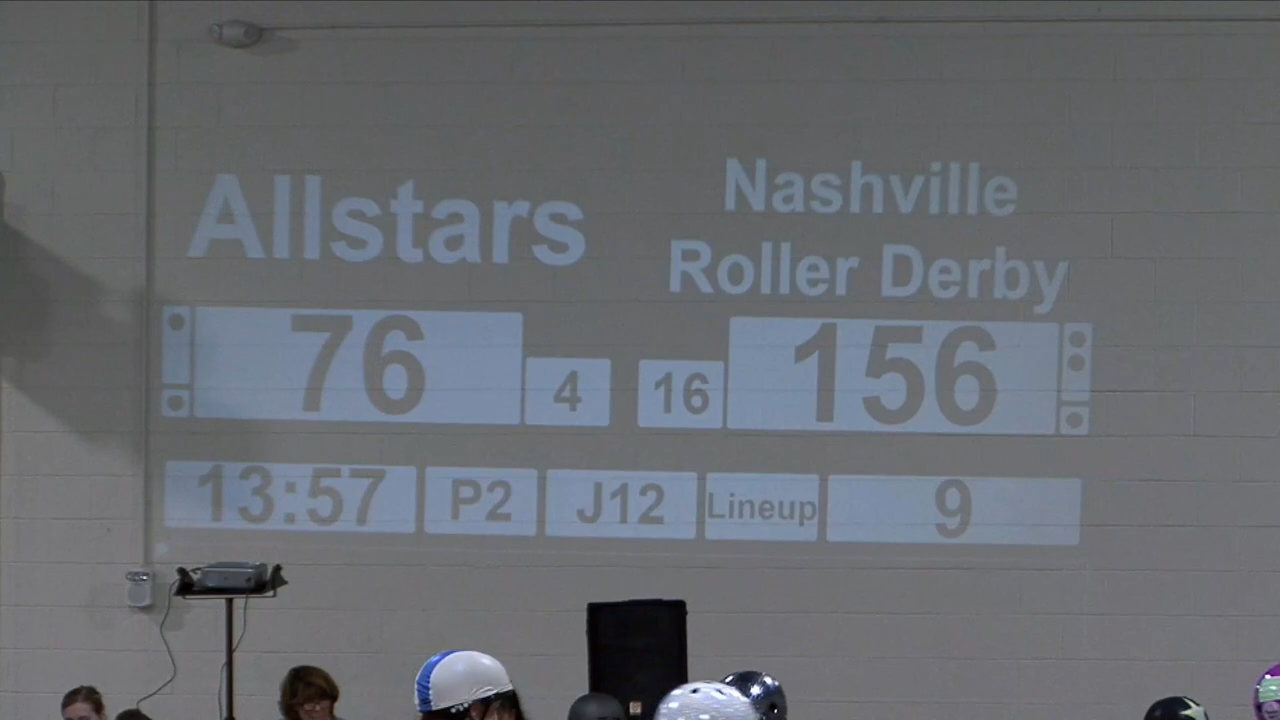 Allstars
Nashville
Roller Derby
76
4
16
156
13:57
P2
J12
Lineup
9